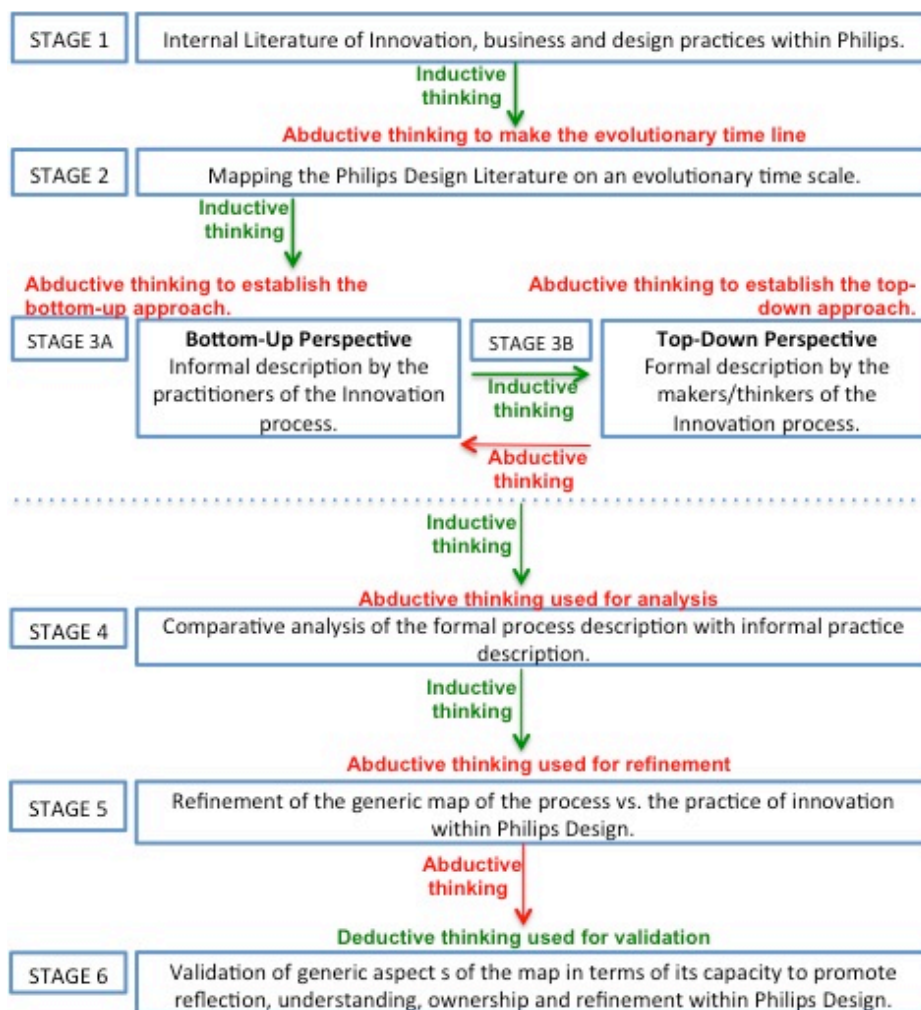 STAGE 1
Internal Literature of Innovation, business and design practices within Philips.
Inductive
thinking
Abductive thinking to make the evolutionary time line
STAGE 2
Mapping the Philips Design Literature on an evolutionary time scale.
Inductive
thinking
Abductive thinking to establish the
bottom-up approach.
Abductive thinking to establish the top-
down approach.
STAGE 3A
Bottom-Up Perspective
Informal description by the
practitioners of the Innovation
process.
STAGE 3B
Inductive
thinking
Top-Down Perspective
Formal description by the
makers/thinkers of the
Innovation process.
Abductive
thinking
Inductive
thinking
Abductive thinking used for analysis
STAGE 4
Comparative analysis of the formal process description with informal practice
description.
Inductive
thinking
Abductive thinking used for refinement
STAGE 5
Refinement of the generic map of the process vs. the practice of innovation
within Philips Design.
Abductive
thinking
Deductive thinking used for validation
STAGE 6
Validation of generic aspect s of the map in terms of its capacity to promote
reflection, understanding, ownership and refinement within Philips Design.